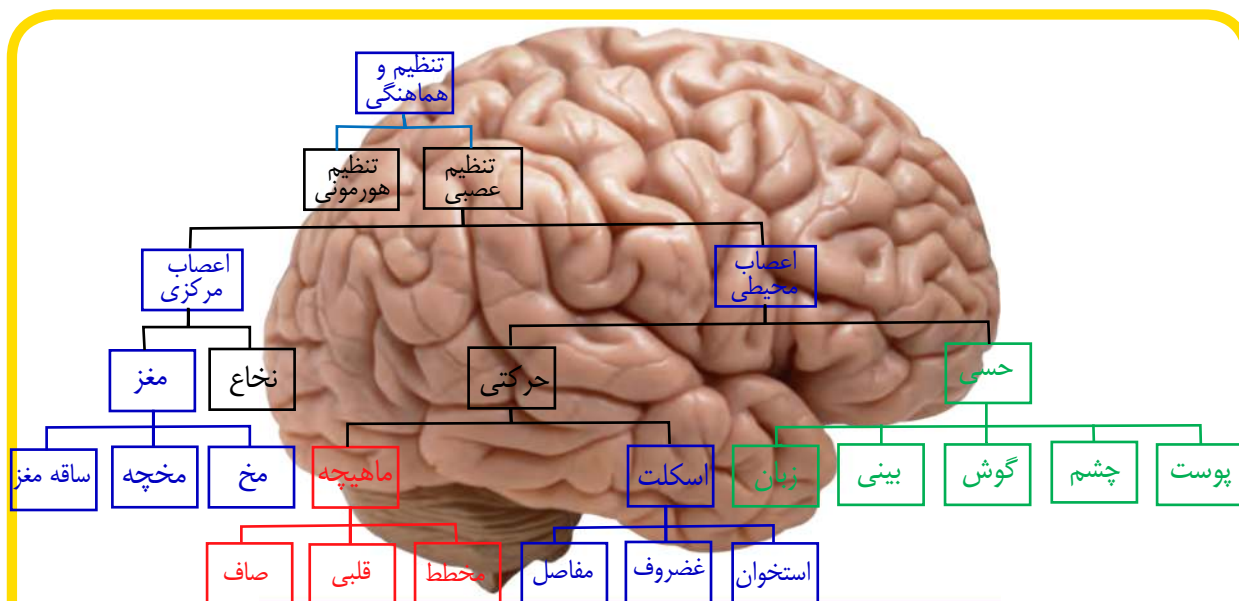 تنظیم و
هماهنگی
تنظیم
عصبی
تنظیم
هورمونی
اعصاب
محیطی
اعصاب
مرکزی
حسی
حرکتی
نخاع
مغز
پوست
چشم
گوش
بینی
زبان
اسکلت
ماهیچه
مخ
مخچه
ساقه مغز
استخوان
غضروف
مفاصل
مخطط
قلبی
صاف